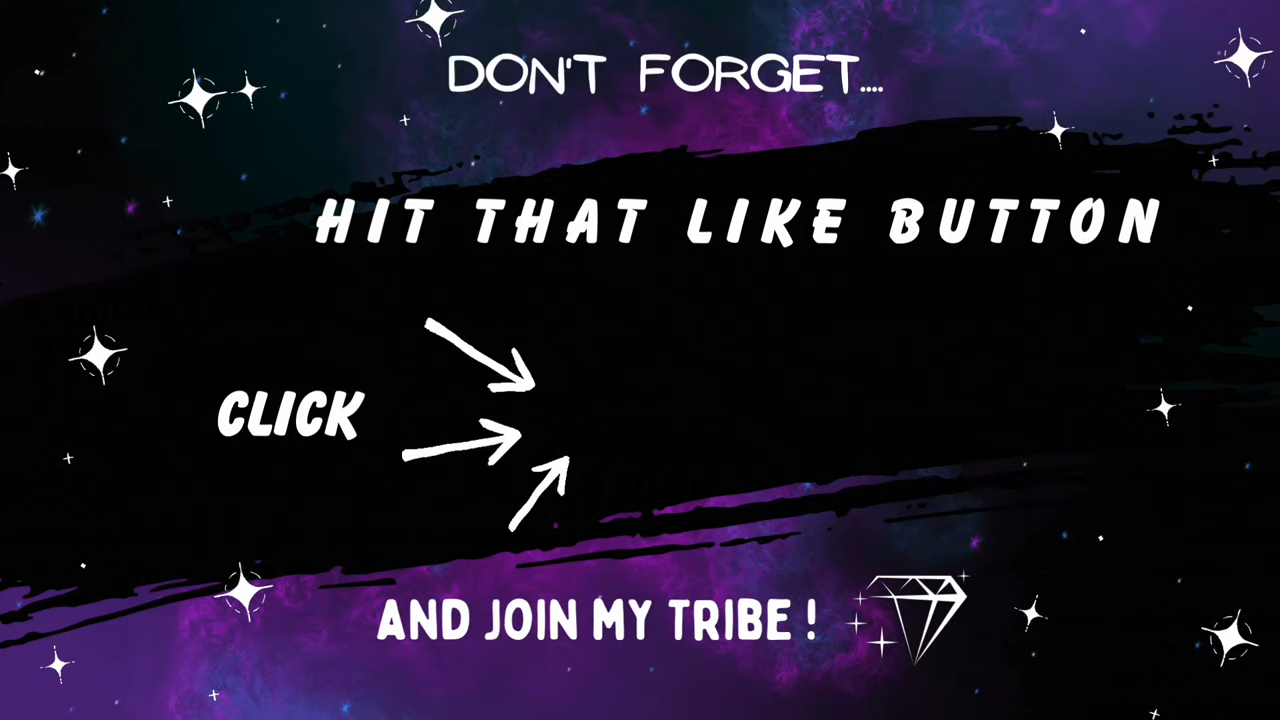 DON'T FORGET....
HIT THAT LIKE BUTTON
CLICK
AND JOIN MY TRIBE !